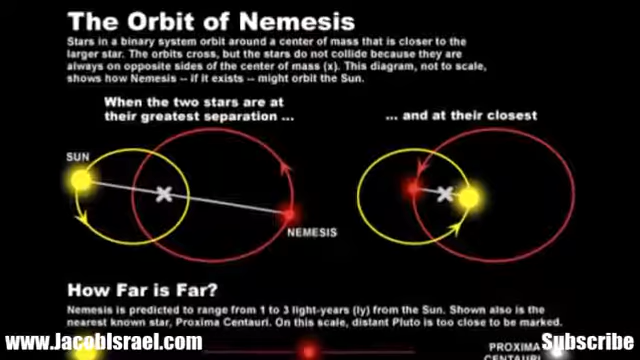 The Orbit of Nemesis
Stars in a binary system orbit around a center of mass that is closer to the
larger star. The orbits cross, but the stars do not collide because they are
always on opposite sides of the center of mass (x). This diagram, not to scale,
shows how Nemesis -- if it exists -- might orbit the Sun.
When the two stars are at
their greatest separation ...
... and at their closest
SUN
NEMESIS
How Far is Far?
Nemesis is predicted to range from 1 to 3 light-years (ly) from the Sun. Shown also is the
nearest known star, Proxima Centauri. On this scale, distant Pluto is too close to be marked.
www.JacobIsrael.com
Subscribe
PROXIMA
CENTAURI